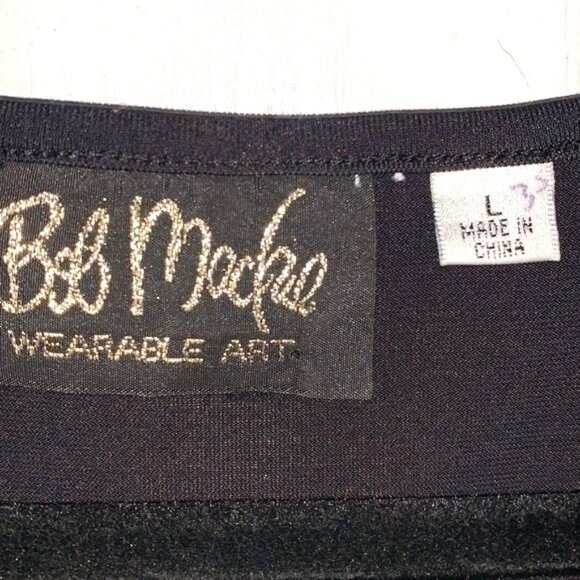 Bob Mackie
WEARABLE ART
L
MADE IN
CHINA